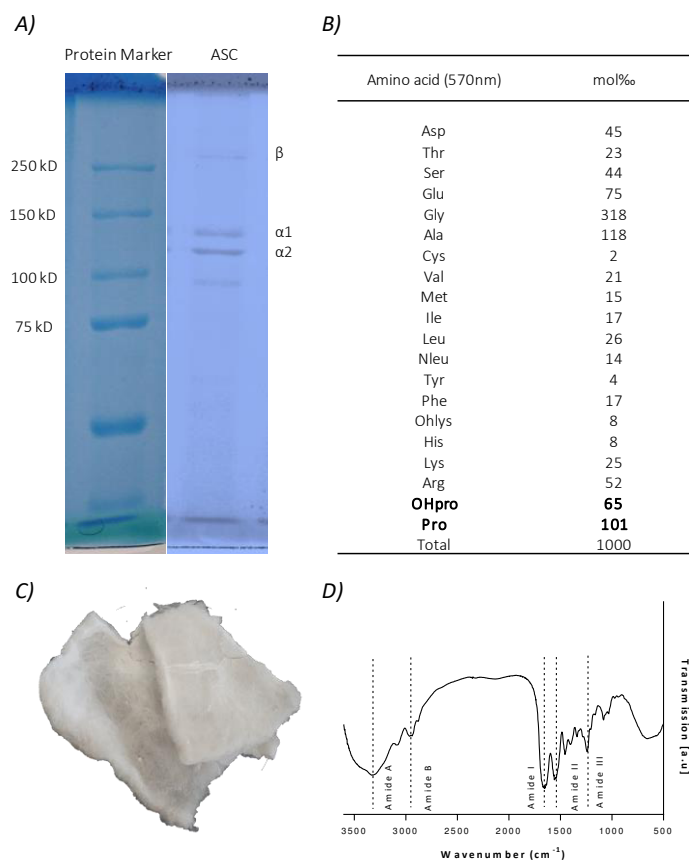 A)
Protein Marker ASC
250 kD
150 kD
100 kD
75 kD
β
α1
α2
B)
Amino acid (570nm) mol‰
Asp 45
Thr 23
Ser 44
Glu 75
Gly 318
Ala 118
Cys 2
Val 21
Met 15
Ile 17
Leu 26
Nleu 14
Tyr 4
Phe 17
Ohlys 8
His 8
Lys 25
Arg 52
OHpro 65
Pro 101
Total 1000
C)
D)
Amide A
Amide B
Amide I
Amide II
Amide III
Transmission [a.u]
3500 3000 2500 2000 1500 1000 500
Wavenumber (cm⁻¹)